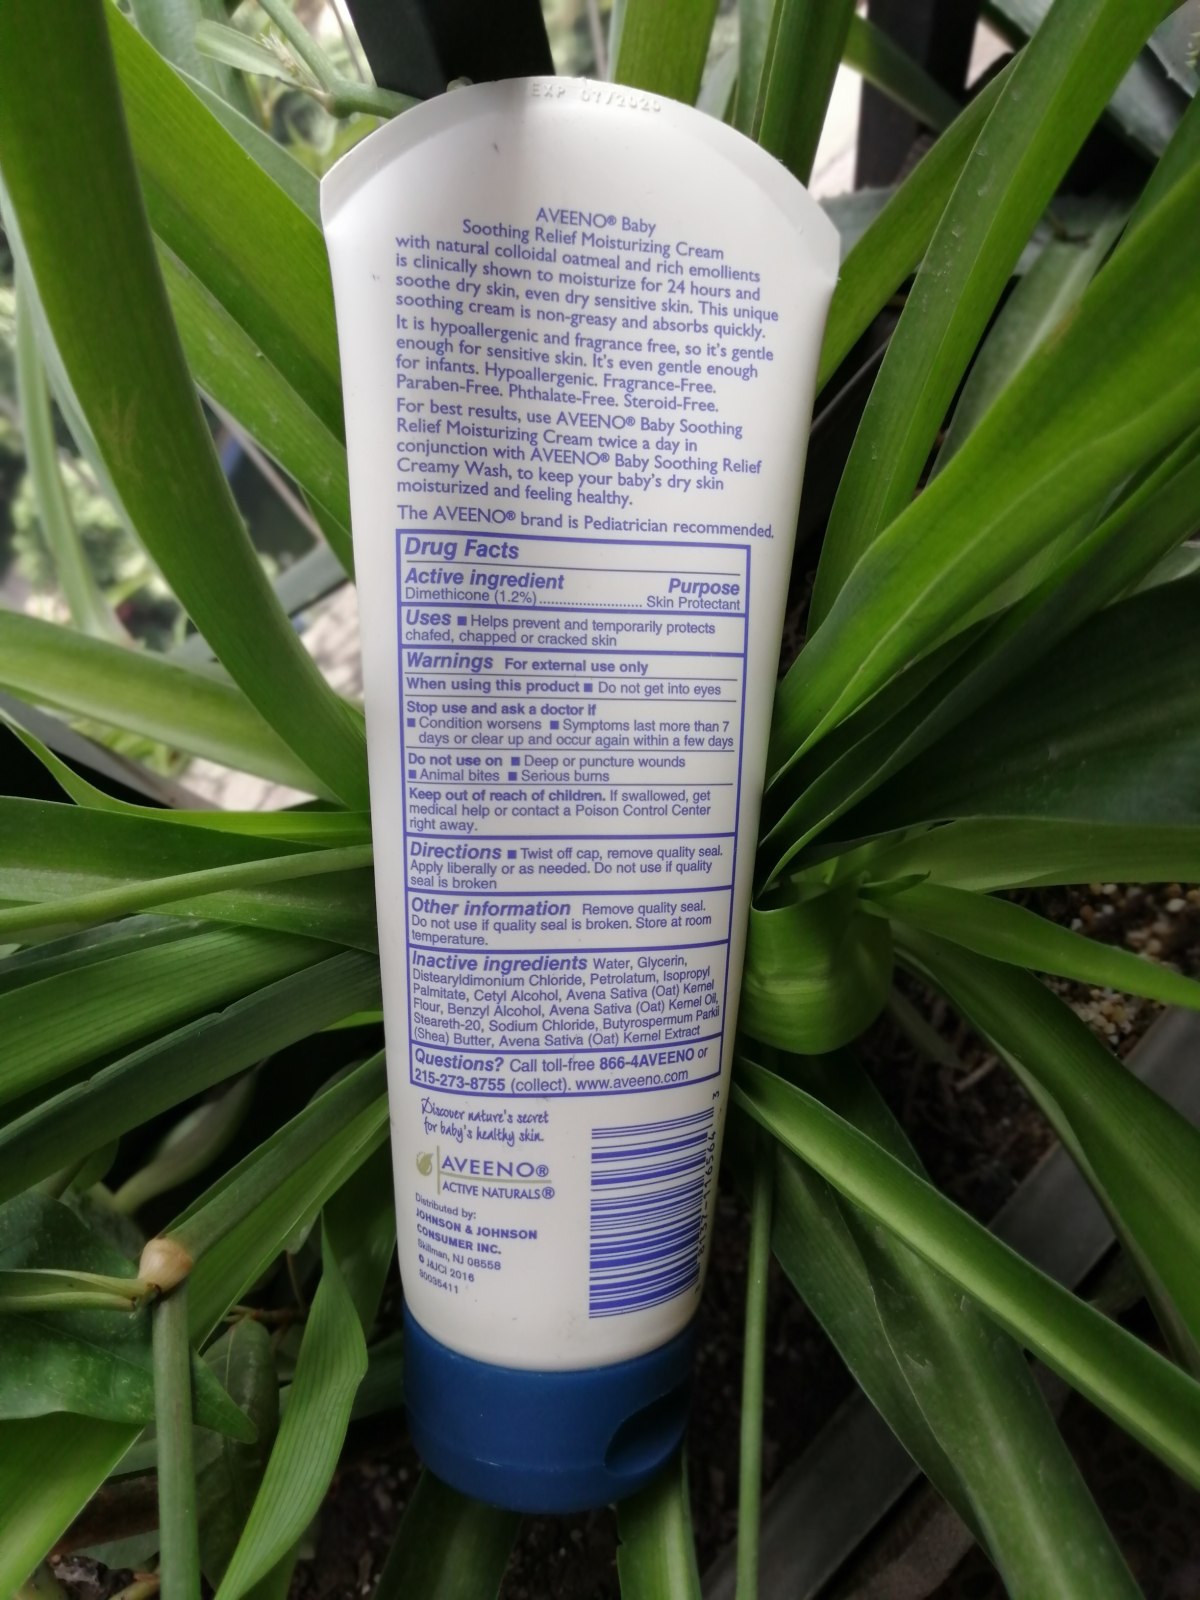 EXP 07/2020
AVEENO® Baby
Soothing Relief Moisturizing Cream
with natural colloidal oatmeal and rich emollients
is clinically shown to moisturize for 24 hours and
soothe dry skin, even dry sensitive skin. This unique
soothing cream is non-greasy and absorbs quickly.
It is hypoallergenic and fragrance free, so it's gentle
enough for sensitive skin. It's even gentle enough
for infants. Hypoallergenic. Fragrance-Free.
Paraben-Free. Phthalate-Free. Steroid-Free.
For best results, use AVEENO® Baby Soothing
Relief Moisturizing Cream twice a day in
conjunction with AVEENO® Baby Soothing Relief
Creamy Wash, to keep your baby's dry skin
moisturized and feeling healthy.
The AVEENO® brand is Pediatrician recommended.
Drug Facts
Active ingredient Purpose
Dimethicone (1.2%)........................ Skin Protectant
Uses ■ Helps prevent and temporarily protects
chafed, chapped or cracked skin
Warnings For external use only
When using this product ■ Do not get into eyes
Stop use and ask a doctor if
■ Condition worsens ■ Symptoms last more than 7
days or clear up and occur again within a few days
Do not use on ■ Deep or puncture wounds
■ Animal bites ■ Serious burns
Keep out of reach of children. If swallowed, get
medical help or contact a Poison Control Center
right away.
Directions ■ Twist off cap, remove quality seal.
Apply liberally or as needed. Do not use if quality
seal is broken
Other information Remove quality seal.
Do not use if quality seal is broken. Store at room
temperature.
Inactive ingredients Water, Glycerin,
Distearyldimonium Chloride, Petrolatum, Isopropyl
Palmitate, Cetyl Alcohol, Avena Sativa (Oat) Kernel
Flour, Benzyl Alcohol, Avena Sativa (Oat) Kernel Oil,
Steareth-20, Sodium Chloride, Butyrospermum Parkii
(Shea) Butter, Avena Sativa (Oat) Kernel Extract
Questions? Call toll-free 866-4AVEENO or
215-273-8755 (collect). www.aveeno.com
Discover nature's secret
for baby's healthy skin.
AVEENO®
ACTIVE NATURALS®
Distributed by:
JOHNSON & JOHNSON
CONSUMER INC.
Skillman, NJ 08558
© J&JCI 2016
30035411